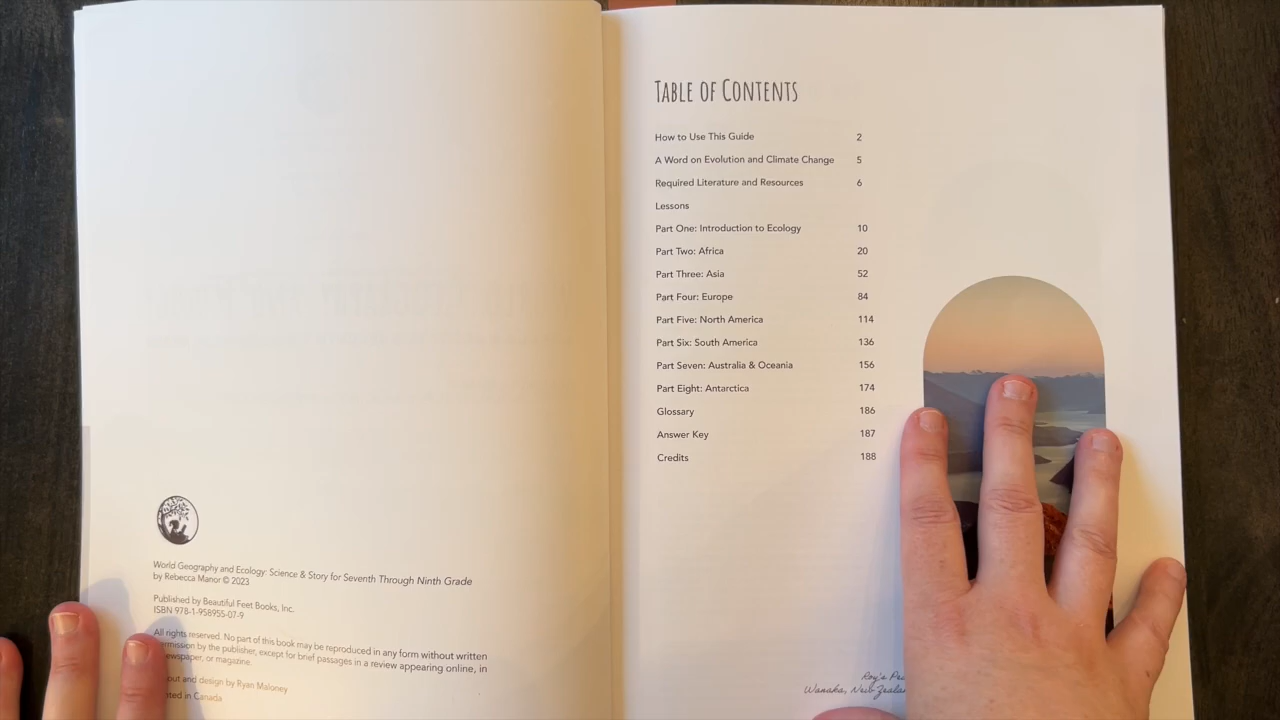 World Geography and Ecology: Science & Story for Seventh Through Ninth Grade
by Rebecca Manor © 2023
Published by Beautiful Feet Books, Inc.
ISBN 978-1-958955-07-9
All rights reserved. No part of this book may be reproduced in any form without written
permission by the publisher, except for brief passages in a review appearing online, in
newspaper, or magazine.
out and design by Ryan Maloney
ted in Canada
TABLE OF CONTENTS
How to Use This Guide 2
A Word on Evolution and Climate Change 5
Required Literature and Resources 6
Lessons
Part One: Introduction to Ecology 10
Part Two: Africa 20
Part Three: Asia 52
Part Four: Europe 84
Part Five: North America 114
Part Six: South America 136
Part Seven: Australia & Oceania 156
Part Eight: Antarctica 174
Glossary 186
Answer Key 187
Credits 188
Roy's
Wanaka, New